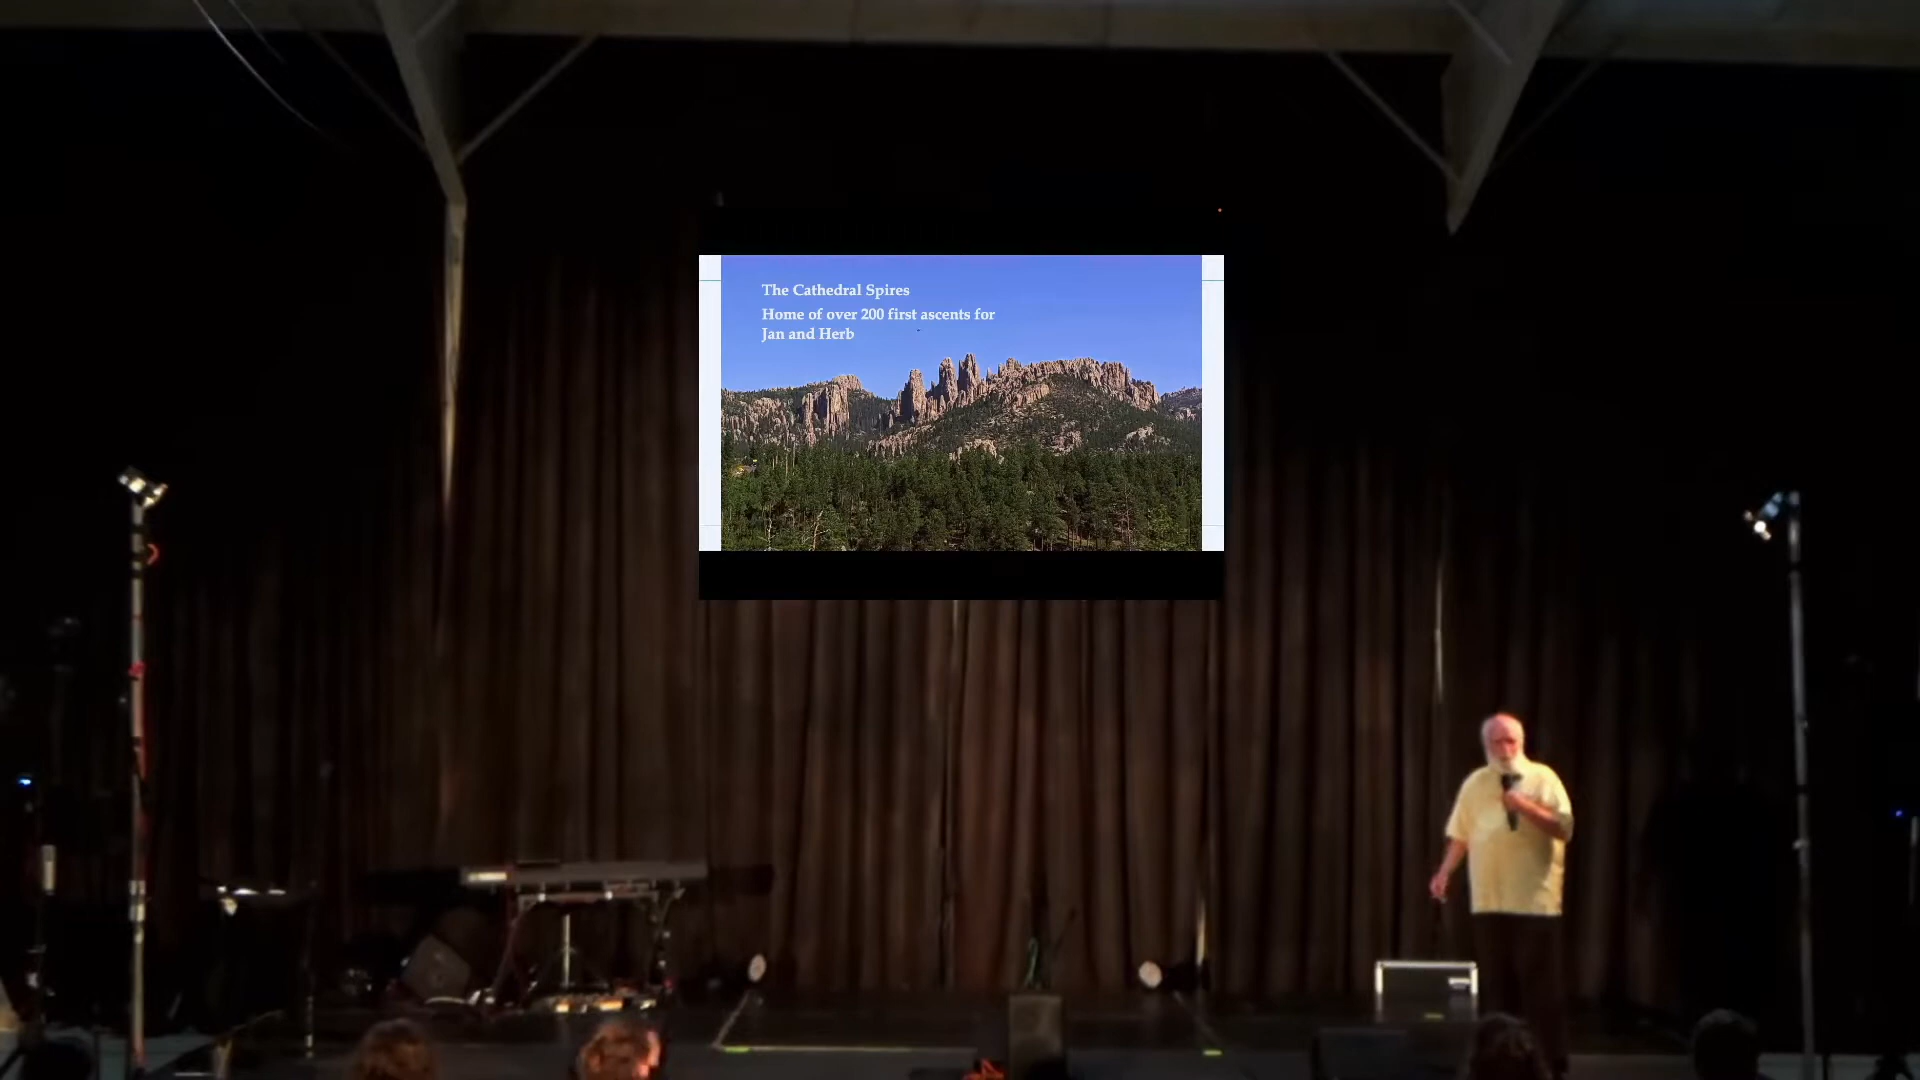 The Cathedral Spires
Home of over 200 first ascents for
Jan and Herb